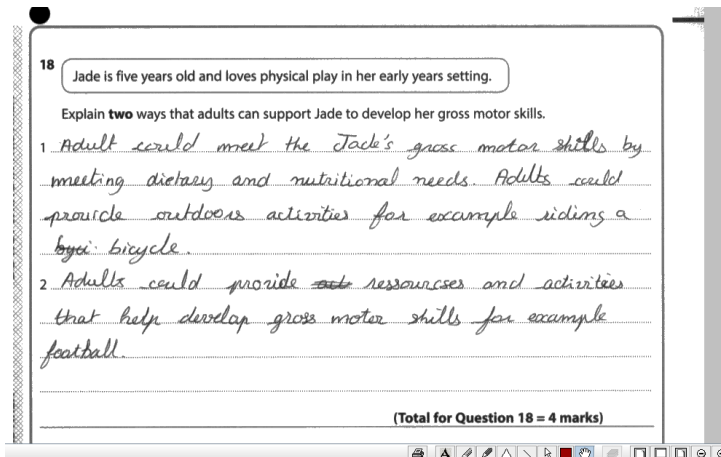 18
Jade is five years old and loves physical play in her early years setting.
Explain two ways that adults can support Jade to develop her gross motor skills.
1 Adult could meet the Jade's gross motor skills by
meeting dietary and nutritional needs. Adults could
provide outdoors activities for example riding a
bicycle.
2 Adults could provide ressourcses and activities
that help develop gross motor skills for example
football.
(Total for Question 18 = 4 marks)